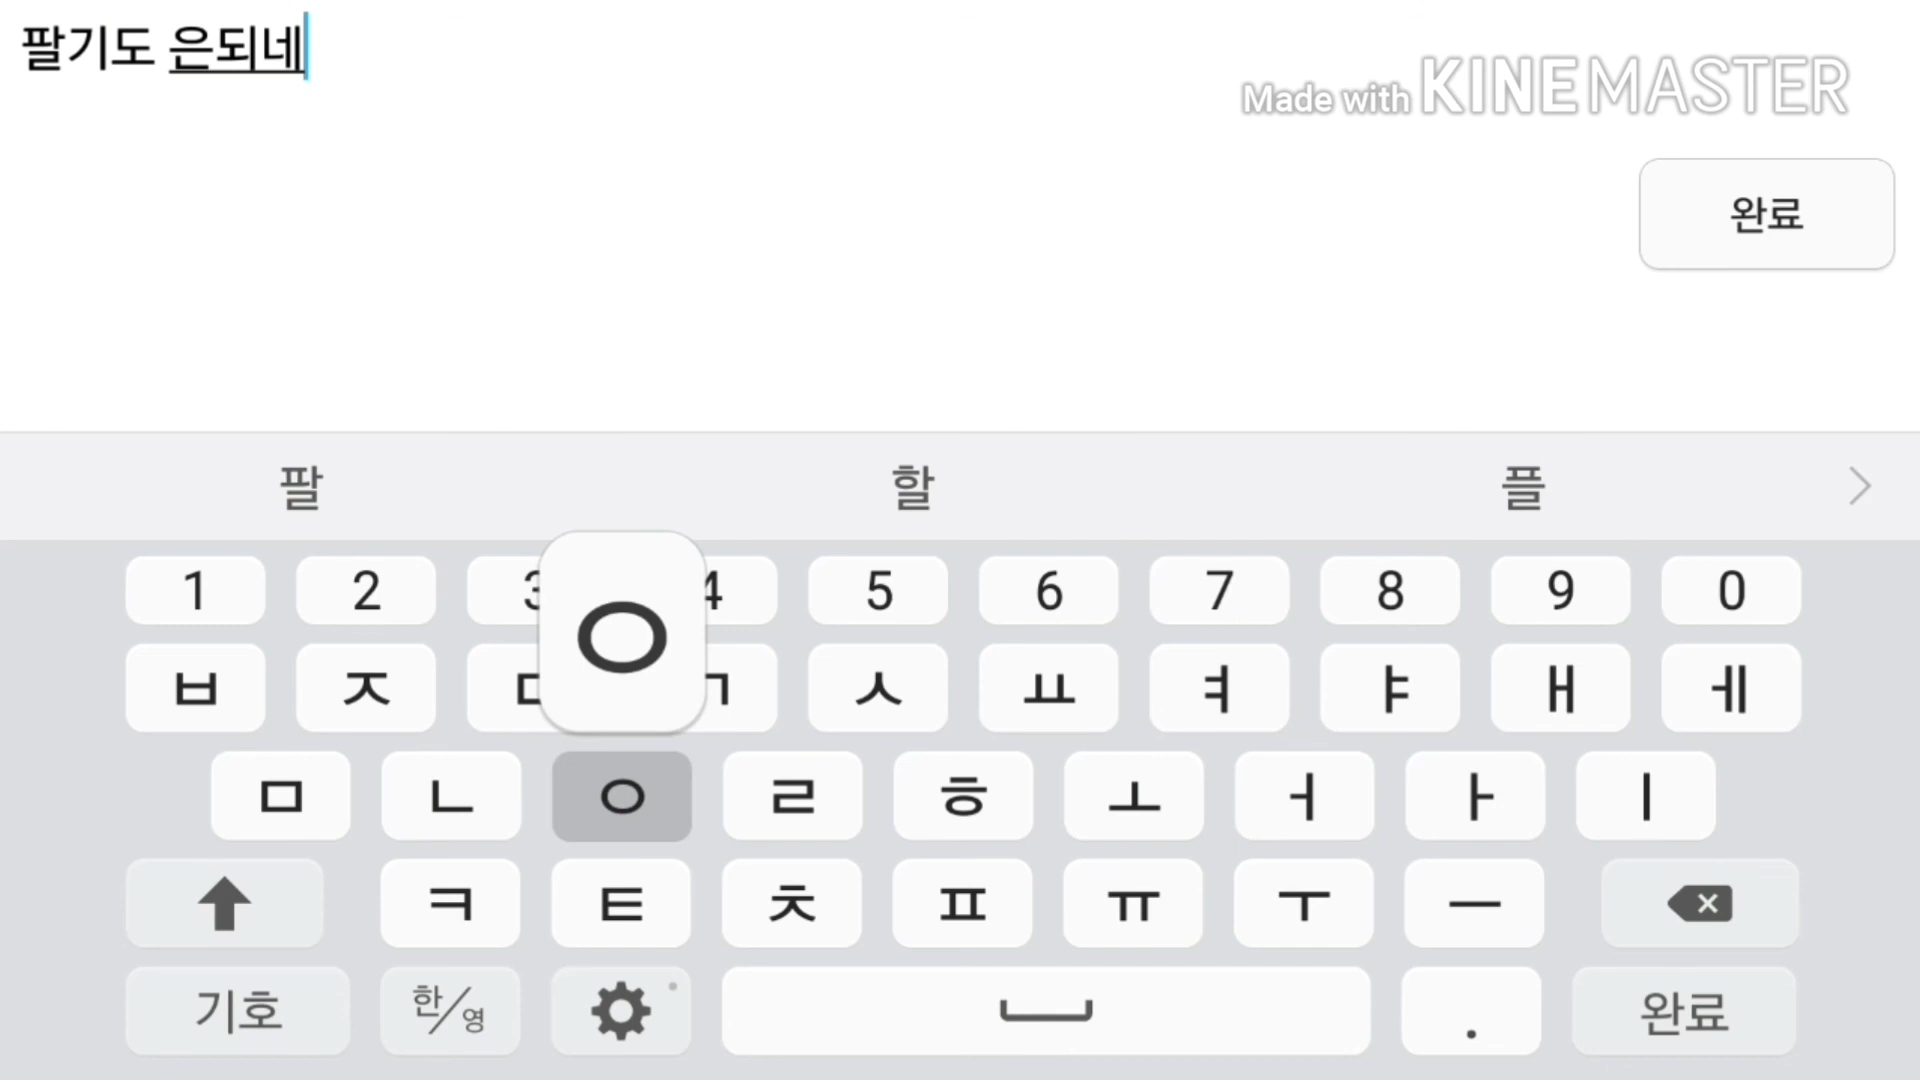 팔기도 은되네
Made with KINEMASTER
완료
팔 할 플
1 2 3 4 5 6 7 8 9 0
ㅂ ㅈ ㄷ ㄱ ㅅ ㅛ ㅕ ㅑ ㅐ ㅔ
ㅇ
ㅁ ㄴ ㅇ ㄹ ㅎ ㅗ ㅓ ㅏ ㅣ
ㅋ ㅌ ㅊ ㅍ ㅠ ㅜ ㅡ
기호 한/영 . 완료